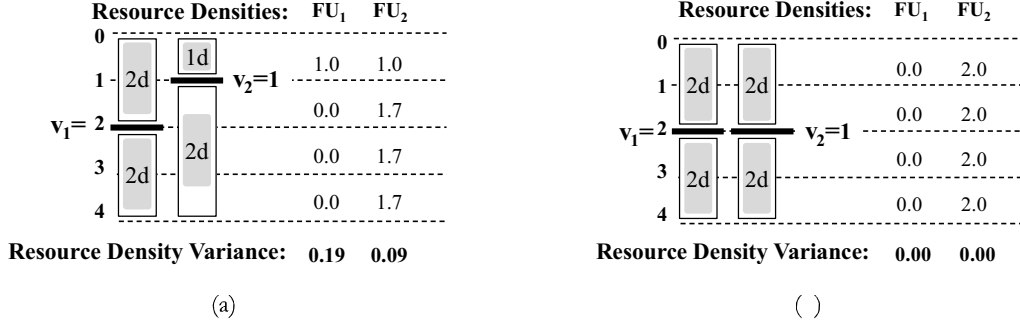 Resource Densities: FU1 FU2
0
1d
1 2d v2=1 1.0 1.0
0.0 1.7
v1= 2
2d 0.0 1.7
3 2d
4 0.0 1.7
Resource Density Variance: 0.19 0.09
(a)
Resource Densities: FU1 FU2
0
2d 2d 0.0 2.0
1
0.0 2.0
v1= 2 v2=1
0.0 2.0
3 2d 2d
0.0 2.0
4
Resource Density Variance: 0.00 0.00
( )